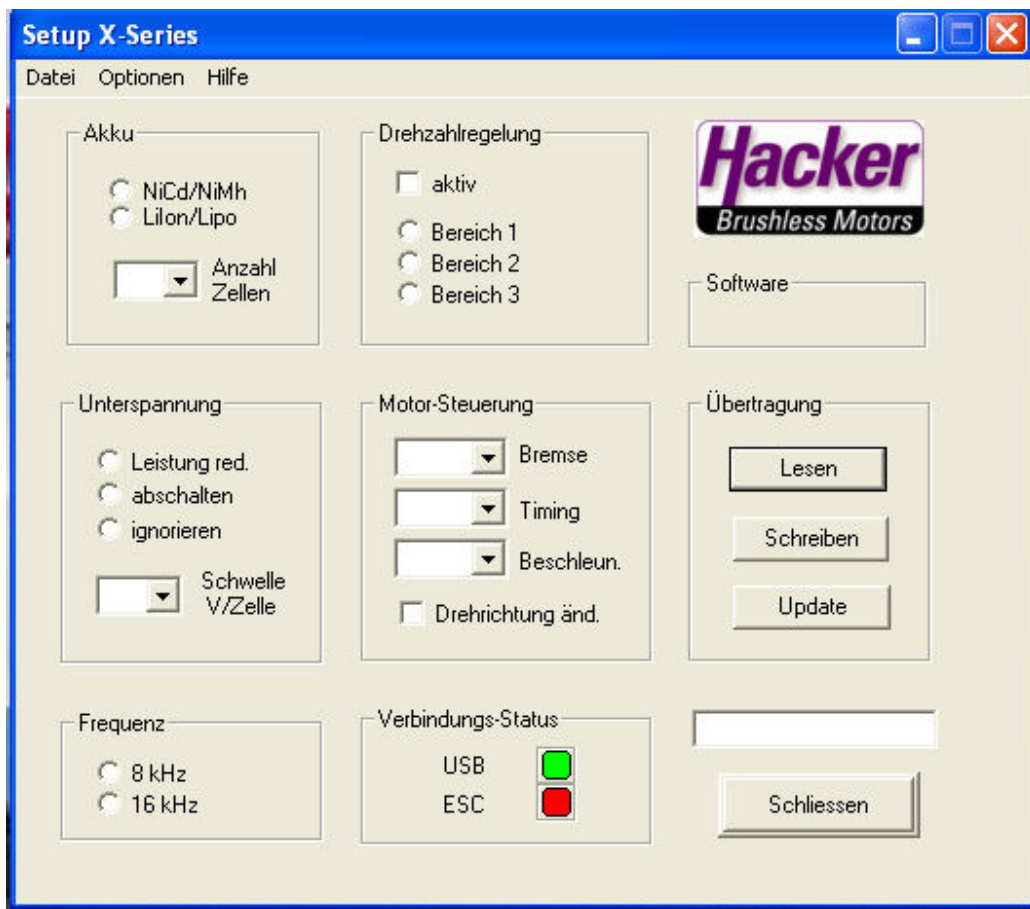 Setup X-Series
Datei Optionen Hilfe
Akku
NiCd/NiMh
LiIon/Lipo
Anzahl
Zellen
Drehzahlregelung
aktiv
Bereich 1
Bereich 2
Bereich 3
Hacker
Brushless Motors
Software
Unterspannung
Leistung red.
abschalten
ignorieren
Schwelle
V/Zelle
Motor-Steuerung
Bremse
Timing
Beschleun.
Drehrichtung änd.
Übertragung
Lesen
Schreiben
Update
Frequenz
8 kHz
16 kHz
Verbindungs-Status
USB
ESC
Schliessen